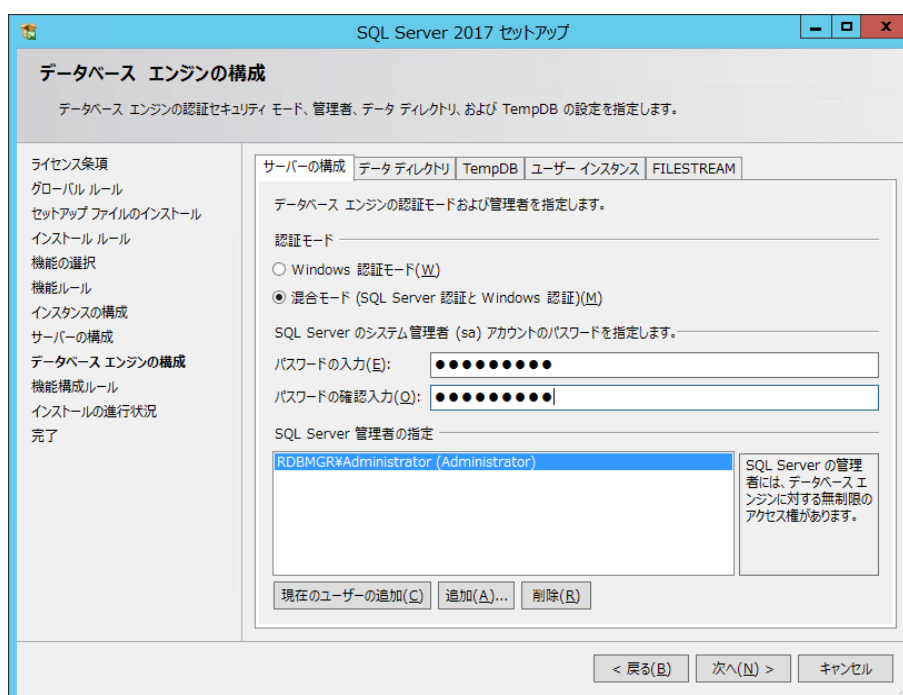 SQL Server 2017 セットアップ
データベース エンジンの構成
データベース エンジンの認証セキュリティ モード、管理者、データ ディレクトリ、および TempDB の設定を指定します。
ライセンス条項
グローバル ルール
セットアップ ファイルのインストール
インストール ルール
機能の選択
機能ルール
インスタンスの構成
サーバーの構成
データベース エンジンの構成
機能構成ルール
インストールの進行状況
完了
サーバーの構成 データ ディレクトリ TempDB ユーザー インスタンス FILESTREAM
データベース エンジンの認証モードおよび管理者を指定します。
認証モード
Windows 認証モード(W)
混合モード (SQL Server 認証と Windows 認証)(M)
SQL Server のシステム管理者 (sa) アカウントのパスワードを指定します。
パスワードの入力(E): ●●●●●●●●●
パスワードの確認入力(O): ●●●●●●●●●
SQL Server 管理者の指定
RDBMGR¥Administrator (Administrator)
SQL Server の管理
者には、データベース エ
ンジンに対する無制限の
アクセス権があります。
現在のユーザーの追加(C) 追加(A)... 削除(R)
< 戻る(B) 次へ(N) > キャンセル